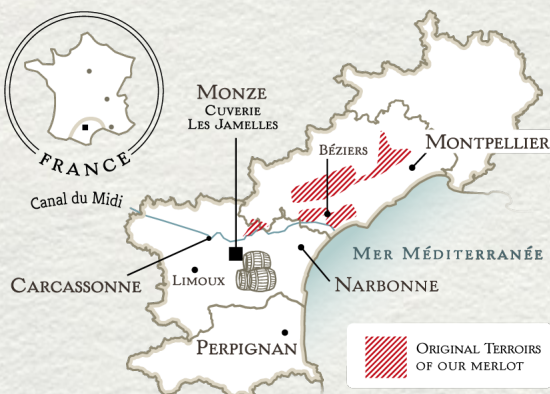 FRANCE
Monze
Cuverie
Les Jamelles
Béziers
Montpellier
Canal du Midi
Mer Méditerranée
Carcassonne
Limoux
Narbonne
Perpignan
Original Terroirs
of our merlot